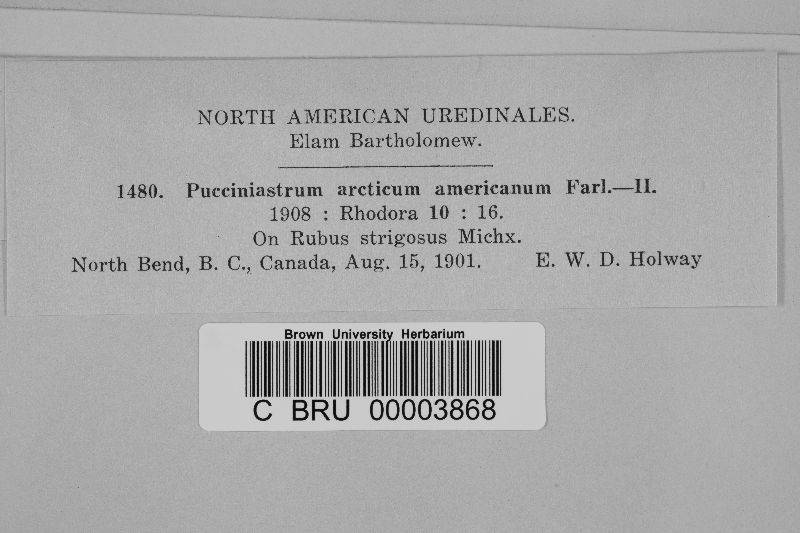 NORTH AMERICAN UREDINALES.
Elam Bartholomew.
1480. Pucciniastrum arcticum americanum Farl.—II.
1908 : Rhodora 10 : 16.
On Rubus strigosus Michx.
North Bend, B. C., Canada, Aug. 15, 1901. E. W. D. Holway
Brown University Herbarium
C BRU 00003868